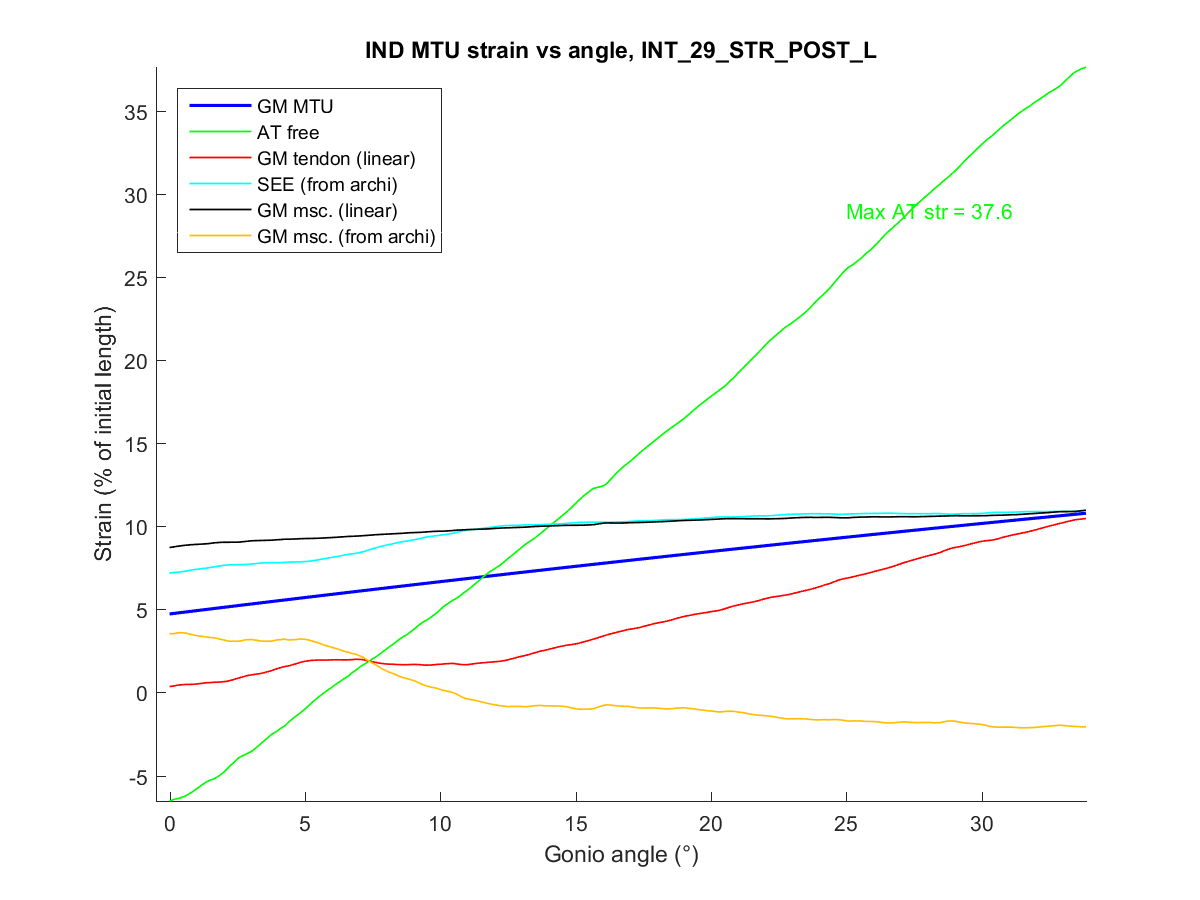 IND MTU strain vs angle, INT_29_STR_POST_L
GM MTU
AT free
GM tendon (linear)
SEE (from archi)
GM msc. (linear)
GM msc. (from archi)
Max AT str = 37.6
Strain (% of initial length)
35
30
25
20
15
10
5
0
-5
0 5 10 15 20 25 30
Gonio angle (°)